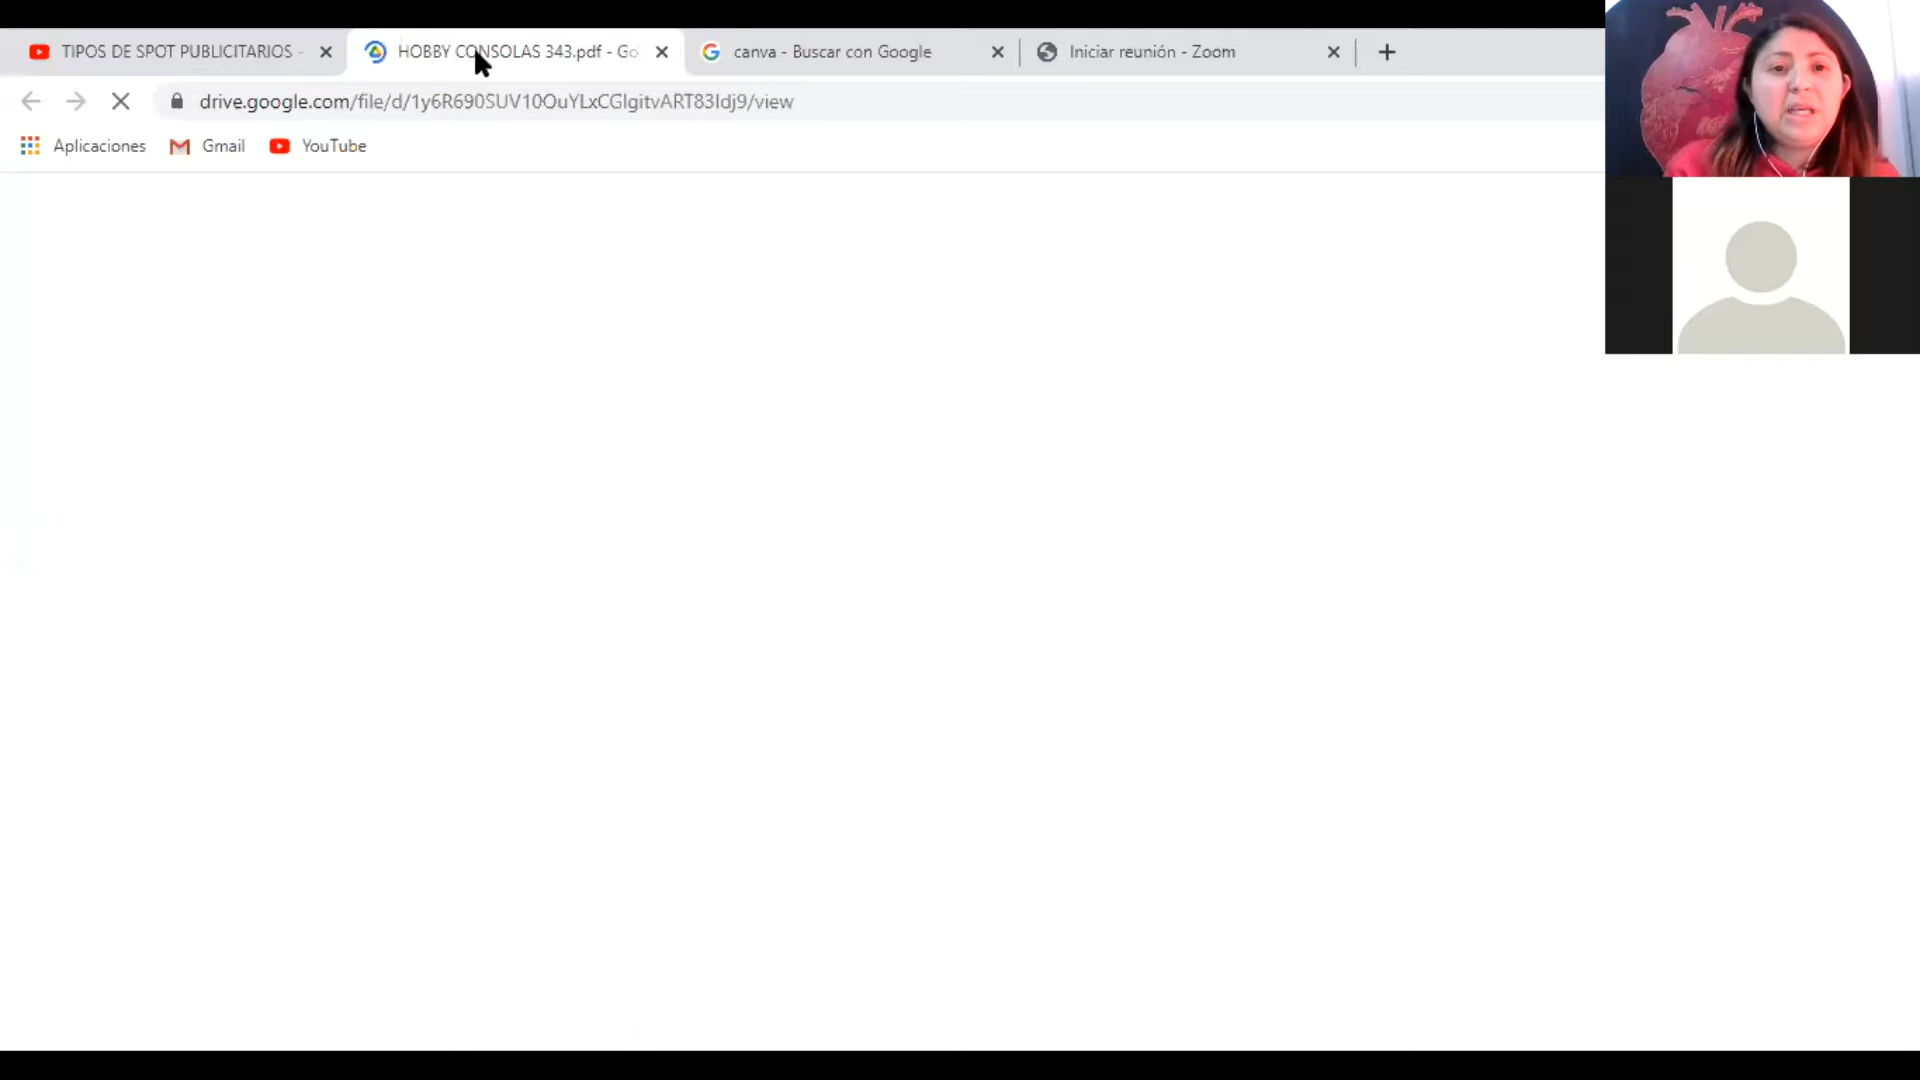 TIPOS DE SPOT PUBLICITARIOS -
HOBBY CONSOLAS 343.pdf - Go
canva - Buscar con Google
Iniciar reunión - Zoom
drive.google.com/file/d/1y6R690SUV10OuYLxCGlgitvART83Idj9/view
Aplicaciones
Gmail
YouTube